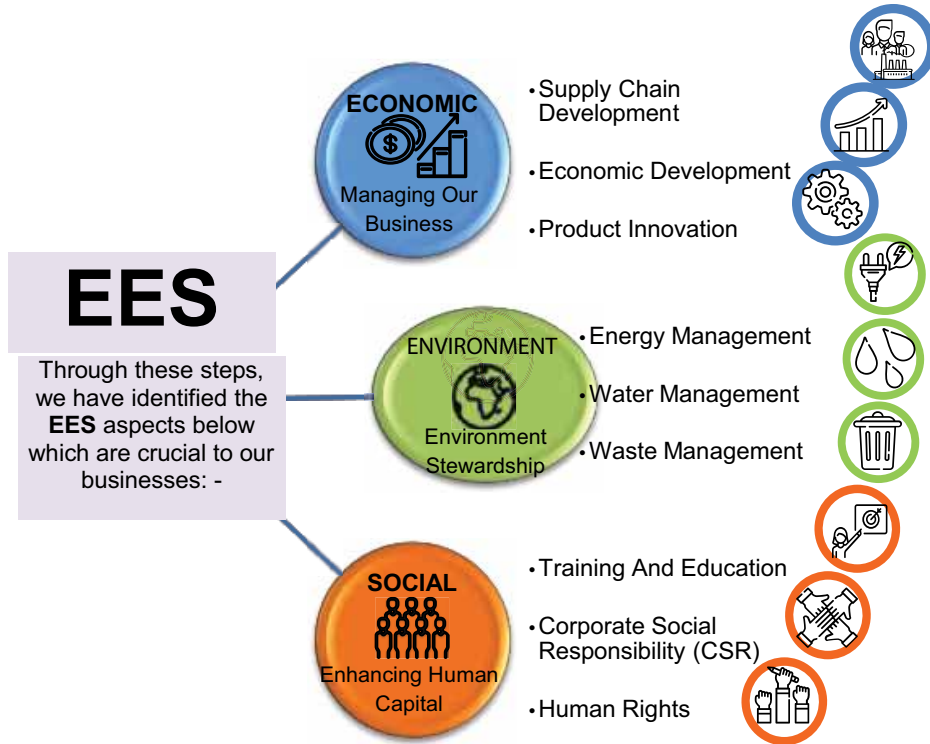 EES
Through these steps,
we have identified the
EES aspects below
which are crucial to our
businesses: -
ECONOMIC
$
Managing Our
Business
• Supply Chain
Development
• Economic Development
• Product Innovation
ENVIRONMENT
Environment
Stewardship
• Energy Management
• Water Management
• Waste Management
SOCIAL
Enhancing Human
Capital
• Training And Education
• Corporate Social
Responsibility (CSR)
• Human Rights